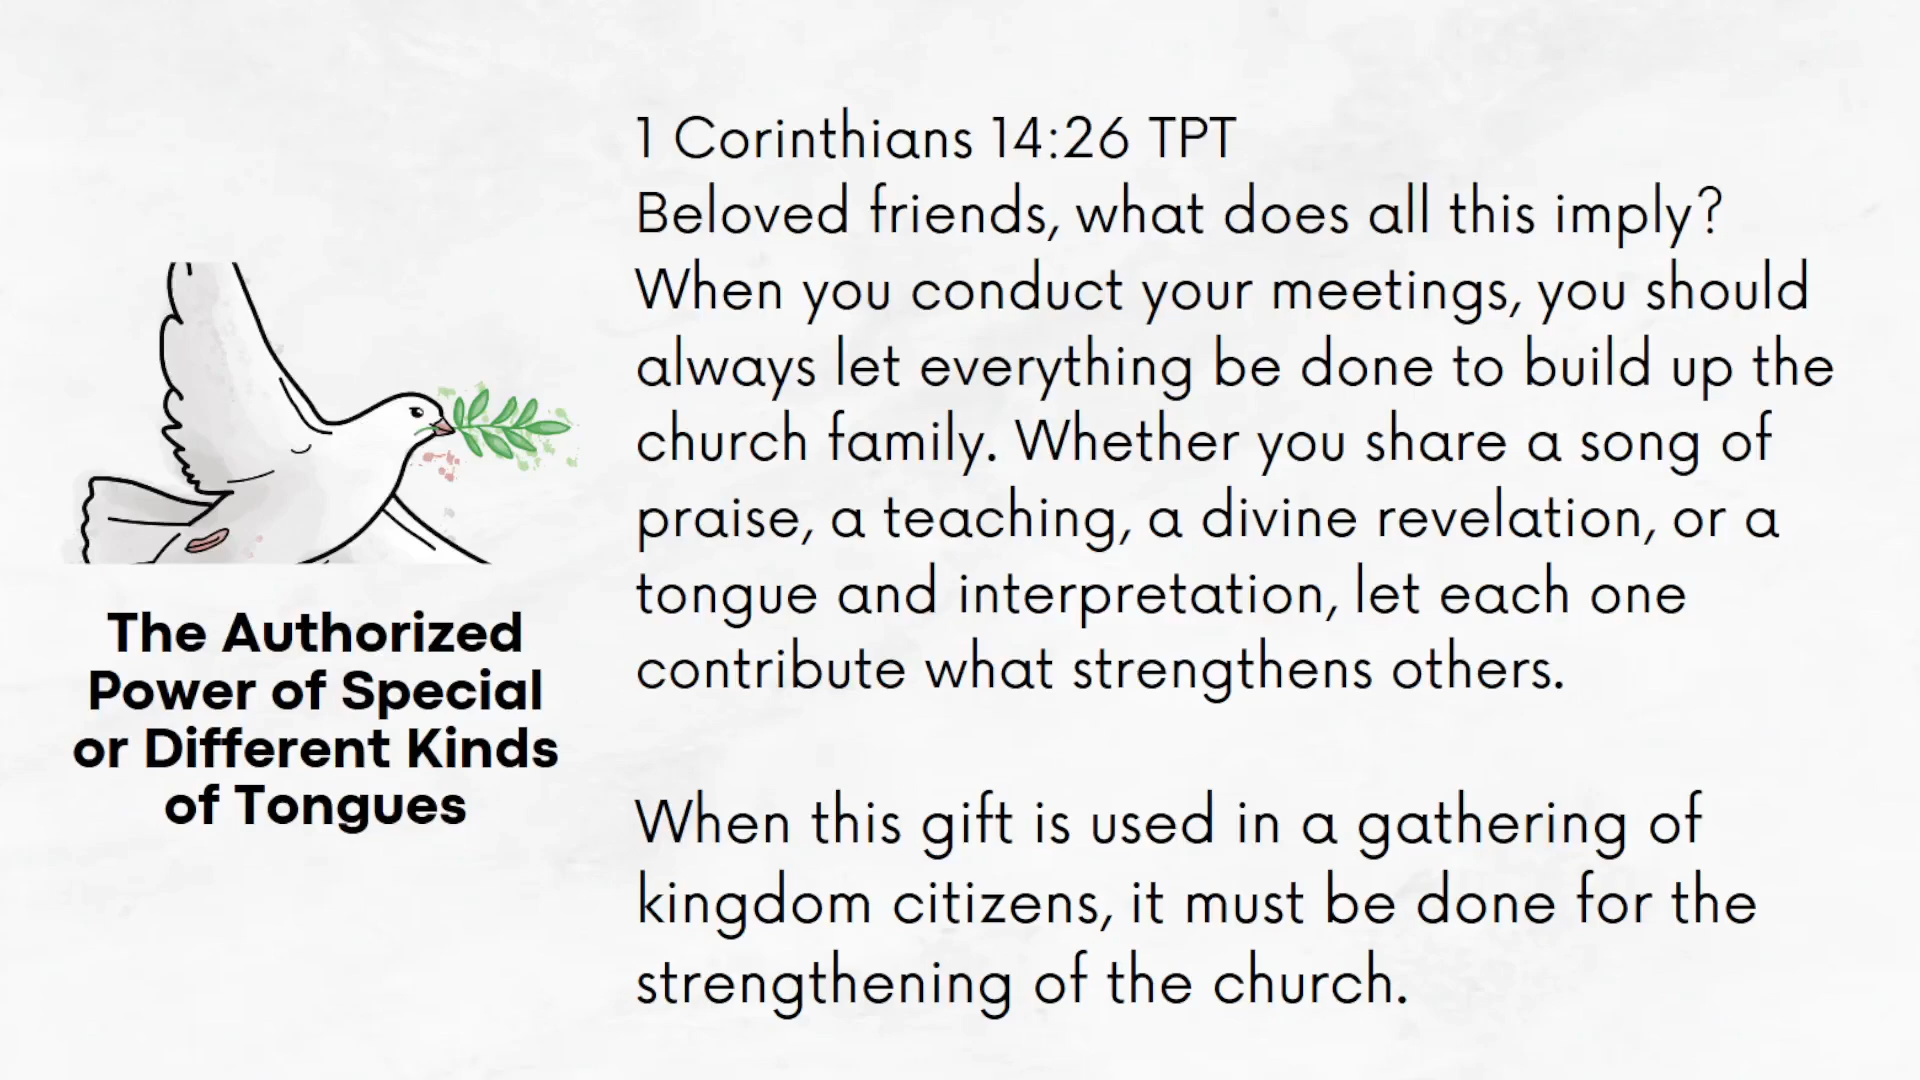 The Authorized
Power of Special
or Different Kinds
of Tongues
1 Corinthians 14:26 TPT
Beloved friends, what does all this imply?
When you conduct your meetings, you should
always let everything be done to build up the
church family. Whether you share a song of
praise, a teaching, a divine revelation, or a
tongue and interpretation, let each one
contribute what strengthens others.
When this gift is used in a gathering of
kingdom citizens, it must be done for the
strengthening of the church.